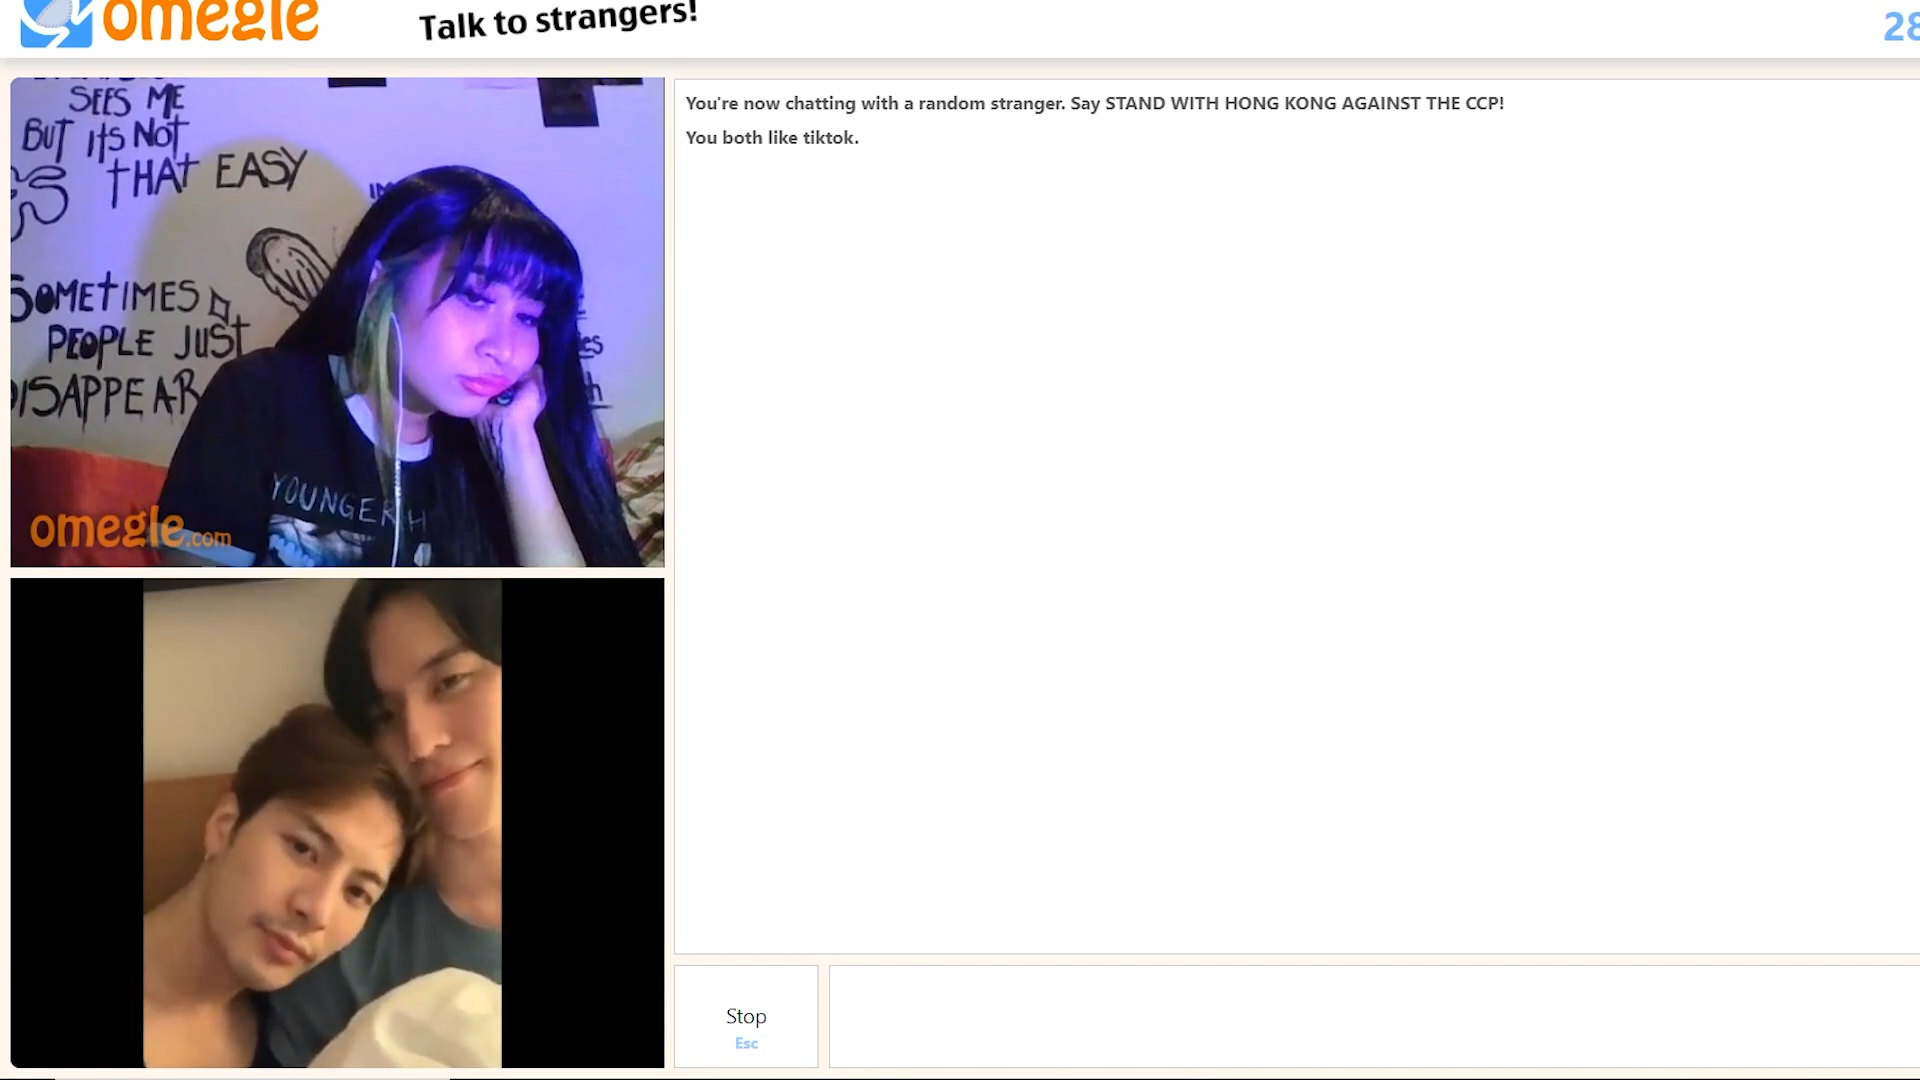 omegle
Talk to strangers!
28
SEES ME
BUT ItS NOt
tHAt EASY
SOMEtIMES
PEOPLE JUSt
DISAPPEAR
YOUNGER H
omegle.com
You're now chatting with a random stranger. Say STAND WITH HONG KONG AGAINST THE CCP!
You both like tiktok.
Stop
Esc